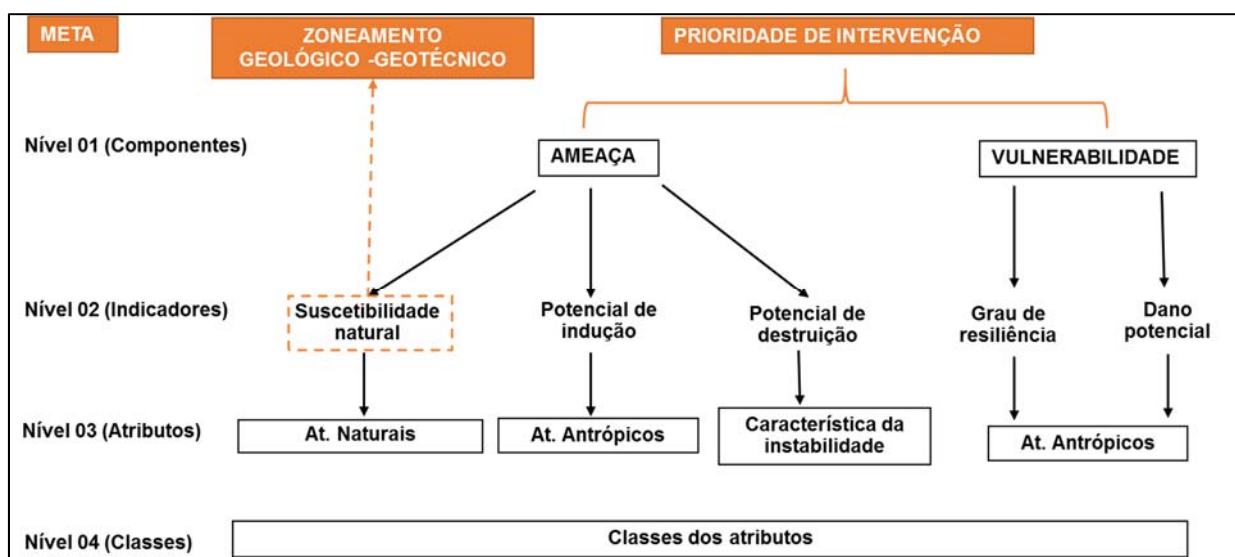 META
ZONEAMENTO
GEOLÓGICO -GEOTÉCNICO
PRIORIDADE DE INTERVENÇÃO
Nível 01 (Componentes)
AMEAÇA
VULNERABILIDADE
Nível 02 (Indicadores)
Suscetibilidade
natural
Potencial de
indução
Potencial de
destruição
Grau de
resiliência
Dano
potencial
Nível 03 (Atributos)
At. Naturais
At. Antrópicos
Característica da
instabilidade
At. Antrópicos
Nível 04 (Classes)
Classes dos atributos